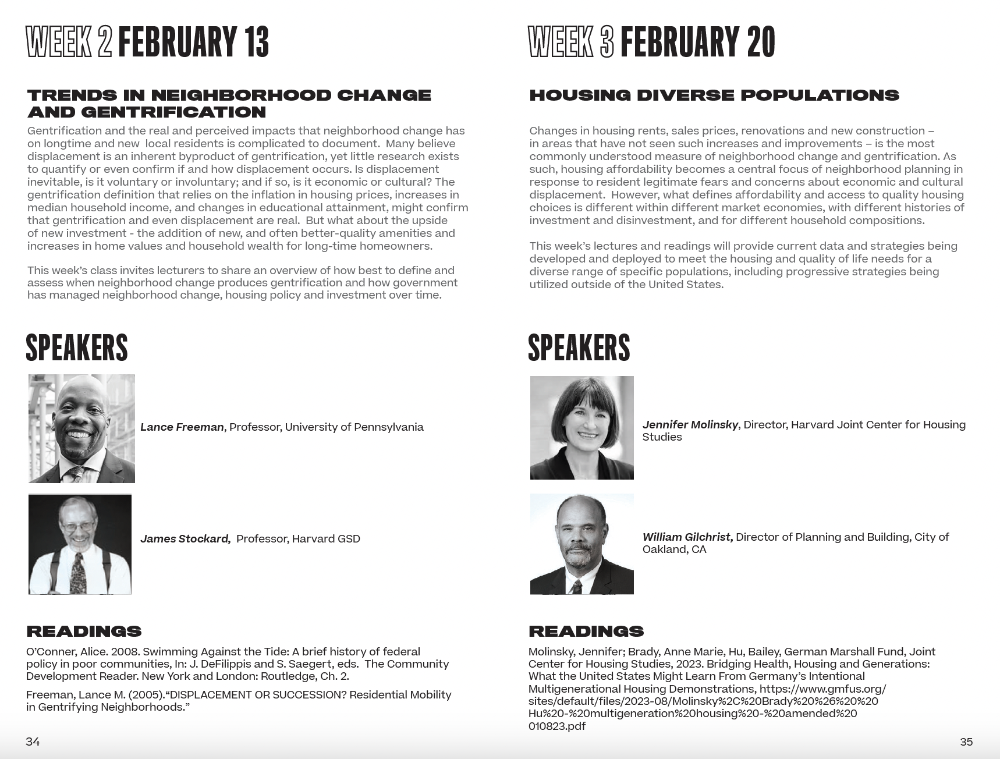 WEEK 2 FEBRUARY 13
TRENDS IN NEIGHBORHOOD CHANGE
AND GENTRIFICATION
Gentrification and the real and perceived impacts that neighborhood change has
on longtime and new  local residents is complicated to document.  Many believe
displacement is an inherent byproduct of gentrification, yet little research exists
to quantify or even confirm if and how displacement occurs. Is displacement
inevitable, is it voluntary or involuntary; and if so, is it economic or cultural? The
gentrification definition that relies on the inflation in housing prices, increases in
median household income, and changes in educational attainment, might confirm
that gentrification and even displacement are real.  But what about the upside
of new investment - the addition of new, and often better-quality amenities and
increases in home values and household wealth for long-time homeowners.
This week's class invites lecturers to share an overview of how best to define and
assess when neighborhood change produces gentrification and how government
has managed neighborhood change, housing policy and investment over time.
SPEAKERS
Lance Freeman, Professor, University of Pennsylvania
James Stockard,  Professor, Harvard GSD
READINGS
O'Conner, Alice. 2008. Swimming Against the Tide: A brief history of federal
policy in poor communities, In: J. DeFilippis and S. Saegert, eds.  The Community
Development Reader. New York and London: Routledge, Ch. 2.
Freeman, Lance M. (2005).“DISPLACEMENT OR SUCCESSION? Residential Mobility
in Gentrifying Neighborhoods.”
34
WEEK 3 FEBRUARY 20
HOUSING DIVERSE POPULATIONS
Changes in housing rents, sales prices, renovations and new construction –
in areas that have not seen such increases and improvements – is the most
commonly understood measure of neighborhood change and gentrification. As
such, housing affordability becomes a central focus of neighborhood planning in
response to resident legitimate fears and concerns about economic and cultural
displacement.  However, what defines affordability and access to quality housing
choices is different within different market economies, with different histories of
investment and disinvestment, and for different household compositions.
This week's lectures and readings will provide current data and strategies being
developed and deployed to meet the housing and quality of life needs for a
diverse range of specific populations, including progressive strategies being
utilized outside of the United States.
SPEAKERS
Jennifer Molinsky, Director, Harvard Joint Center for Housing
Studies
William Gilchrist, Director of Planning and Building, City of
Oakland, CA
READINGS
Molinsky, Jennifer; Brady, Anne Marie, Hu, Bailey, German Marshall Fund, Joint
Center for Housing Studies, 2023. Bridging Health, Housing and Generations:
What the United States Might Learn From Germany's Intentional
Multigenerational Housing Demonstrations, https://www.gmfus.org/
sites/default/files/2023-08/Molinsky%2C%20Brady%20%26%20%20
Hu%20-%20multigeneration%20housing%20-%20amended%20
010823.pdf
35